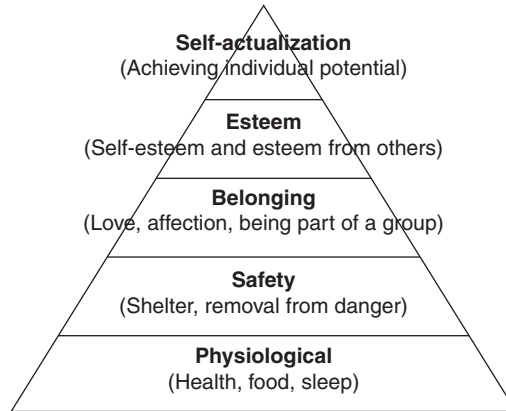 Self-actualization
(Achieving individual potential)
Esteem
(Self-esteem and esteem from others)
Belonging
(Love, affection, being part of a group)
Safety
(Shelter, removal from danger)
Physiological
(Health, food, sleep)